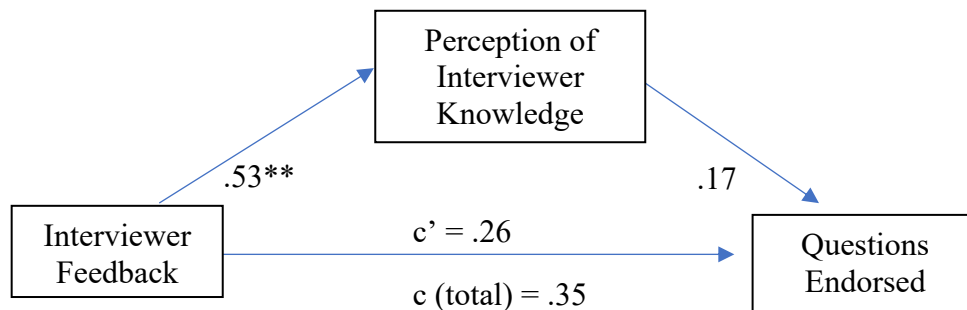 Perception of
Interviewer
Knowledge
.53**
.17
Interviewer
Feedback
c’ = .26
c (total) = .35
Questions
Endorsed